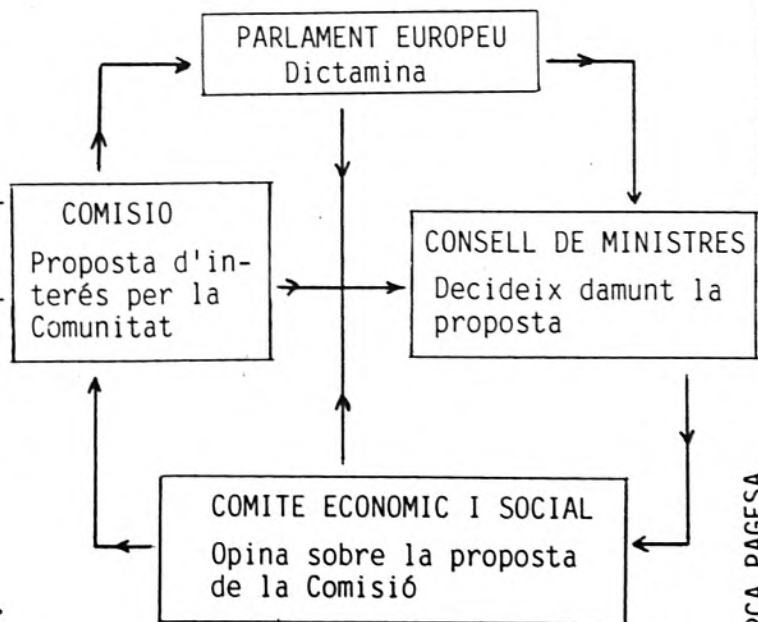 PARLAMENT EUROPEU
Dictamina
COMISIO
Proposta d'in-
terés per la
Comunitat
CONSELL DE MINISTRES
Decideix damunt la
proposta
COMITE ECONOMIC I SOCIAL
Opina sobre la proposta
de la Comisió
PAGESA